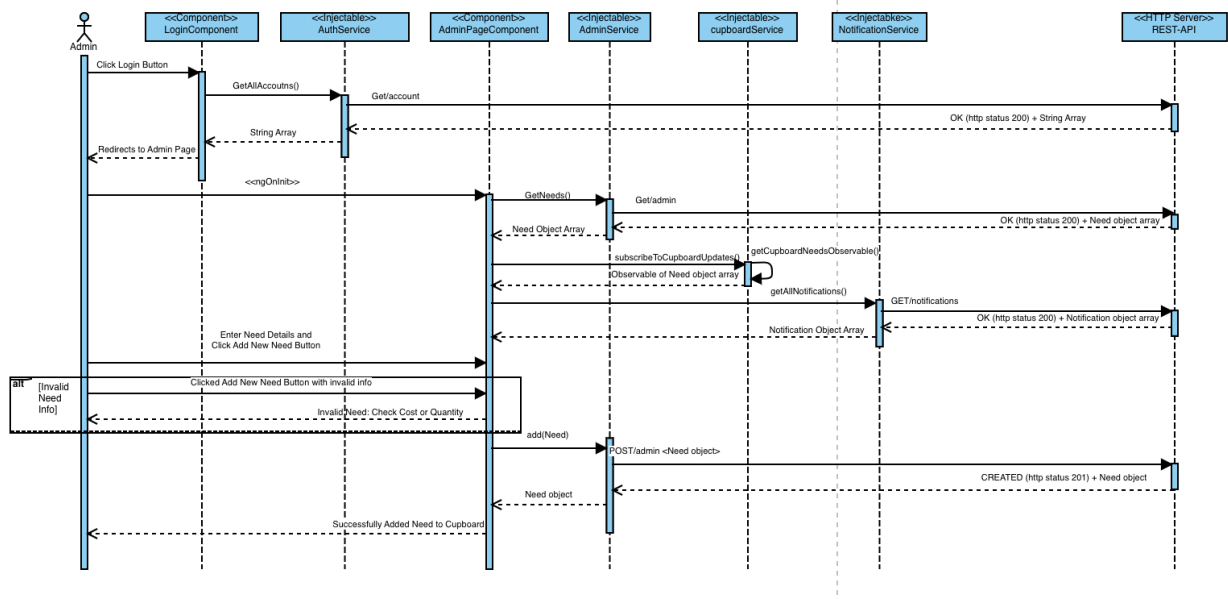 <<Component>>
LoginComponent
<<Injectable>>
AuthService
<<Component>>
AdminPageComponent
<<Injectable>>
AdminService
<<Injectable>>
cupboardService
<<Injectabke>>
NotificationService
<<HTTP Server>>
REST-API
Admin
Click Login Button
GetAllAccoutns()
Get/account
OK (http status 200) + String Array
String Array
Redirects to Admin Page
<<ngOnInit>>
GetNeeds()
Get/admin
OK (http status 200) + Need object array
Need Object Array
getCupboardNeedsObservable()
subscribeToCupboardUpdates()
Observable of Need object array
getAllNotifications()
GET/notifications
OK (http status 200) + Notification object array
Notification Object Array
Enter Need Details and
Click Add New Need Button
alt
[Invalid
Need
Info]
Clicked Add New Need Button with invalid info
Invalid Need: Check Cost or Quantity
add(Need)
POST/admin <Need object>
CREATED (http status 201) + Need object
Need object
Successfully Added Need to Cupboard